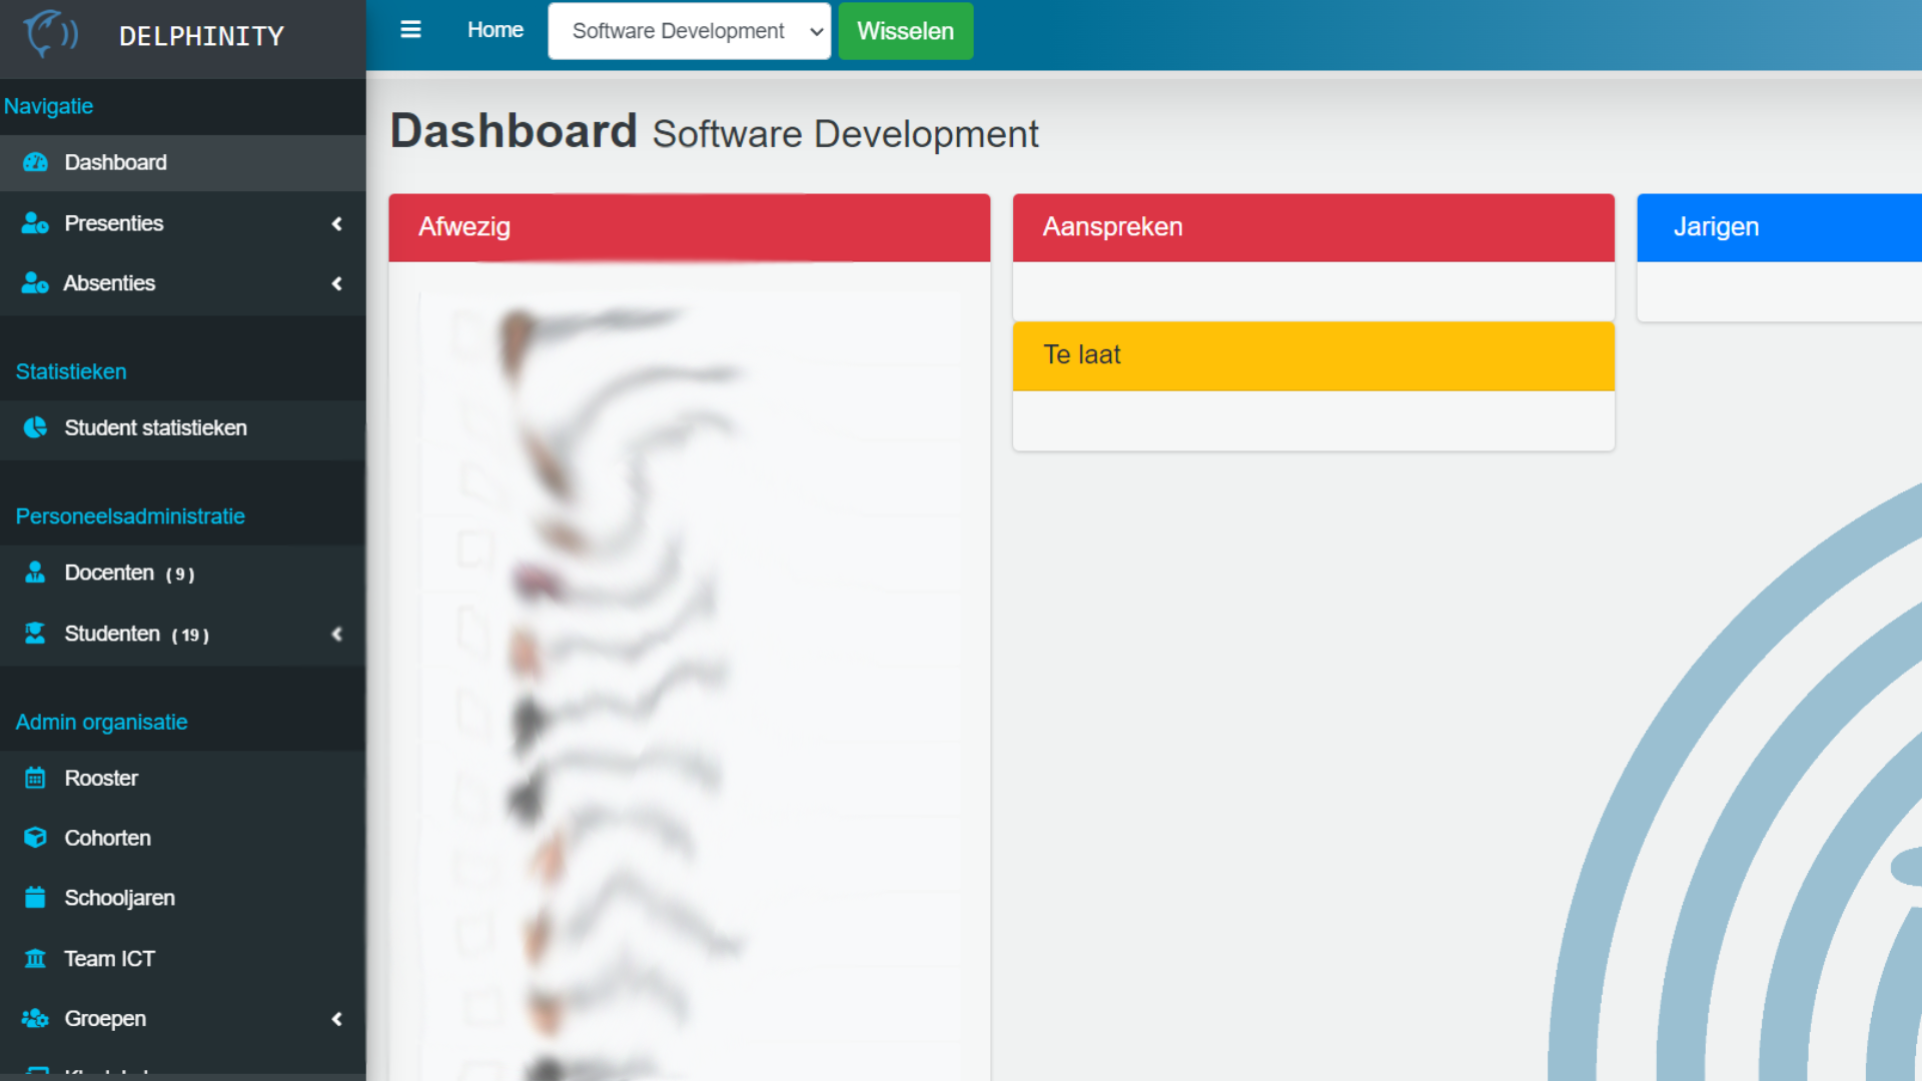 DELPHINITY
Home
Software Development
Wisselen
Navigatie
Dashboard
Presenties
Absenties
Statistieken
Student statistieken
Personeelsadministratie
Docenten (9)
Studenten (19)
Admin organisatie
Rooster
Cohorten
Schooljaren
Team ICT
Groepen
Dashboard Software Development
Afwezig
Aanspreken
Te laat
Jarigen